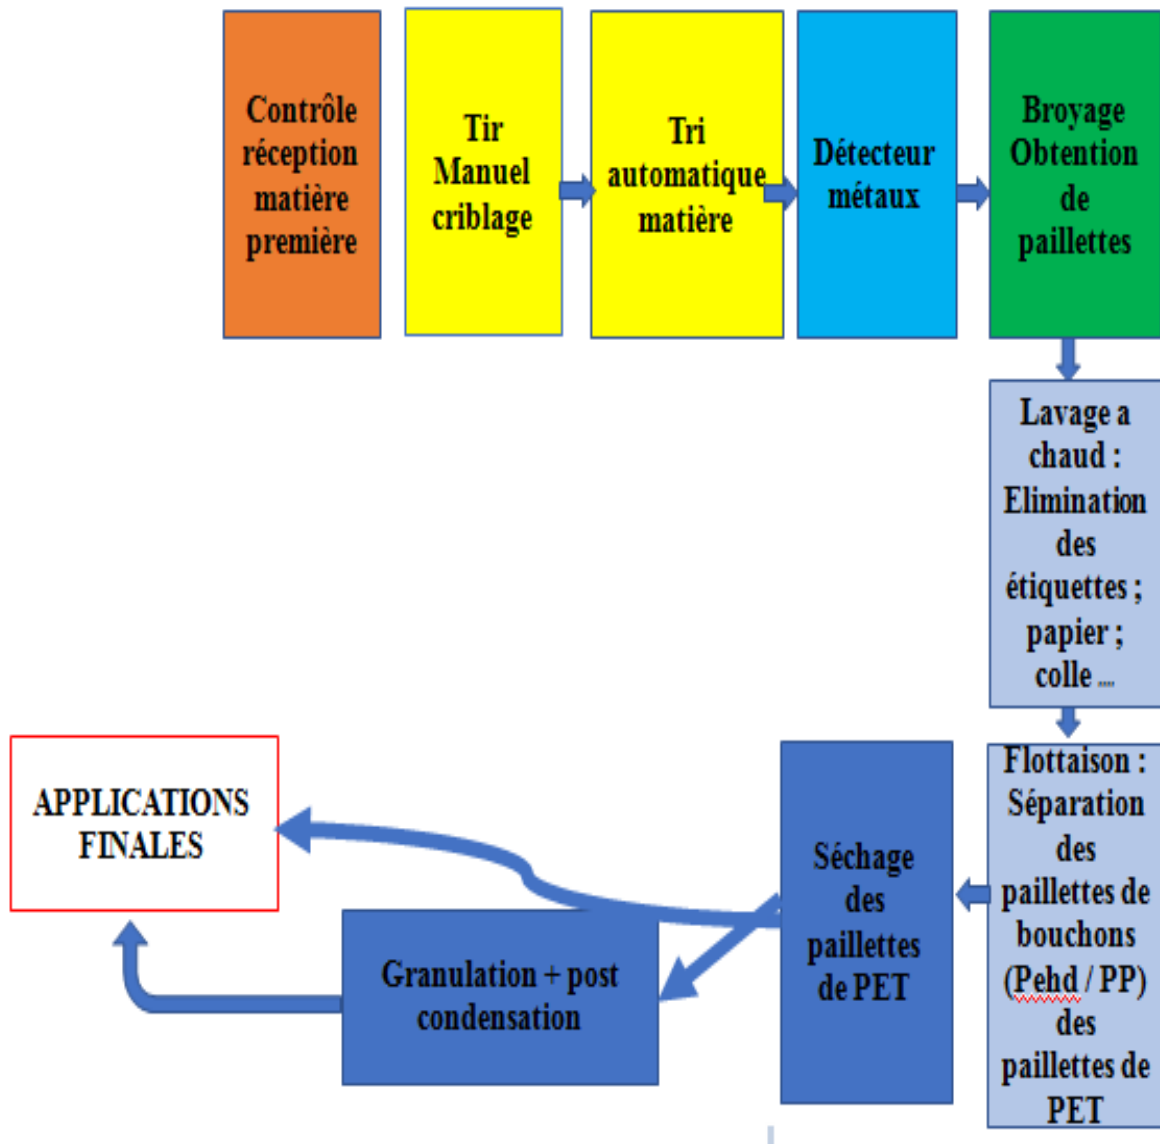 Contrôle
réception
matière
première
Tir
Manuel
criblage
Tri
automatique
matière
Détecteur
métaux
Broyage
Obtention
de
paillettes
Lavage a
chaud :
Elimination
des
étiquettes ;
papier ;
colle ....
Flottaison :
Séparation
des
paillettes de
bouchons
(Pehd / PP)
des
paillettes de
PET
Séchage
des
paillettes
de PET
Granulation + post
condensation
APPLICATIONS
FINALES